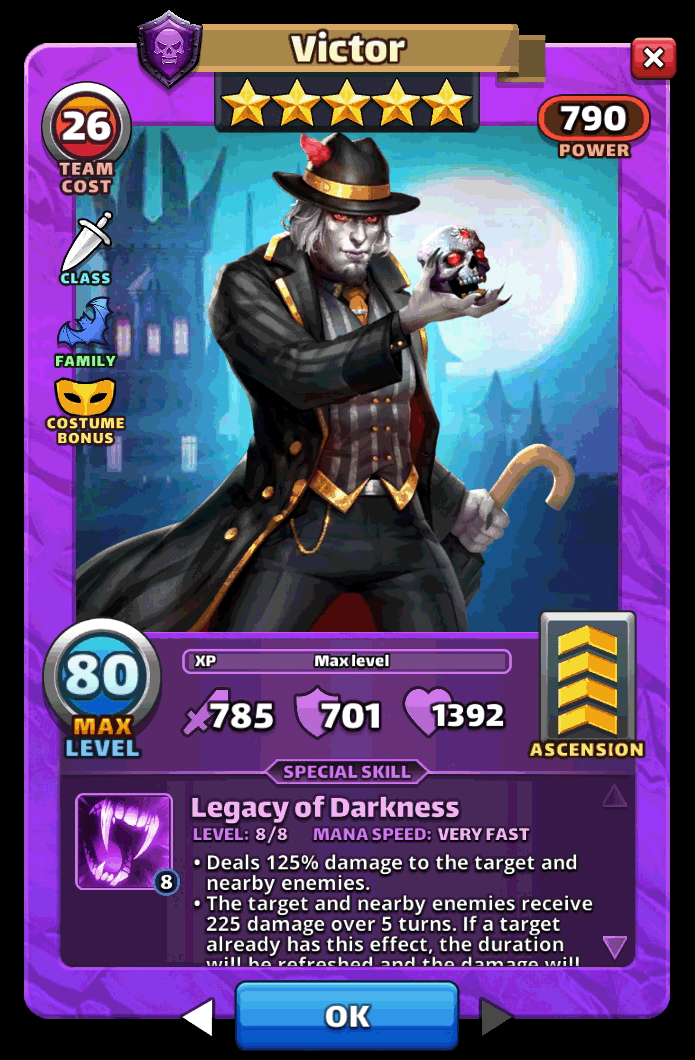 Victor
26
TEAM
COST
790
POWER
CLASS
FAMILY
COSTUME
BONUS
80
MAX
LEVEL
XP Max level
785 701 1392
ASCENSION
SPECIAL SKILL
Legacy of Darkness
LEVEL: 8/8 MANA SPEED: VERY FAST
8
• Deals 125% damage to the target and
nearby enemies.
• The target and nearby enemies receive
225 damage over 5 turns. If a target
already has this effect, the duration
will be refreshed and the damage will
OK